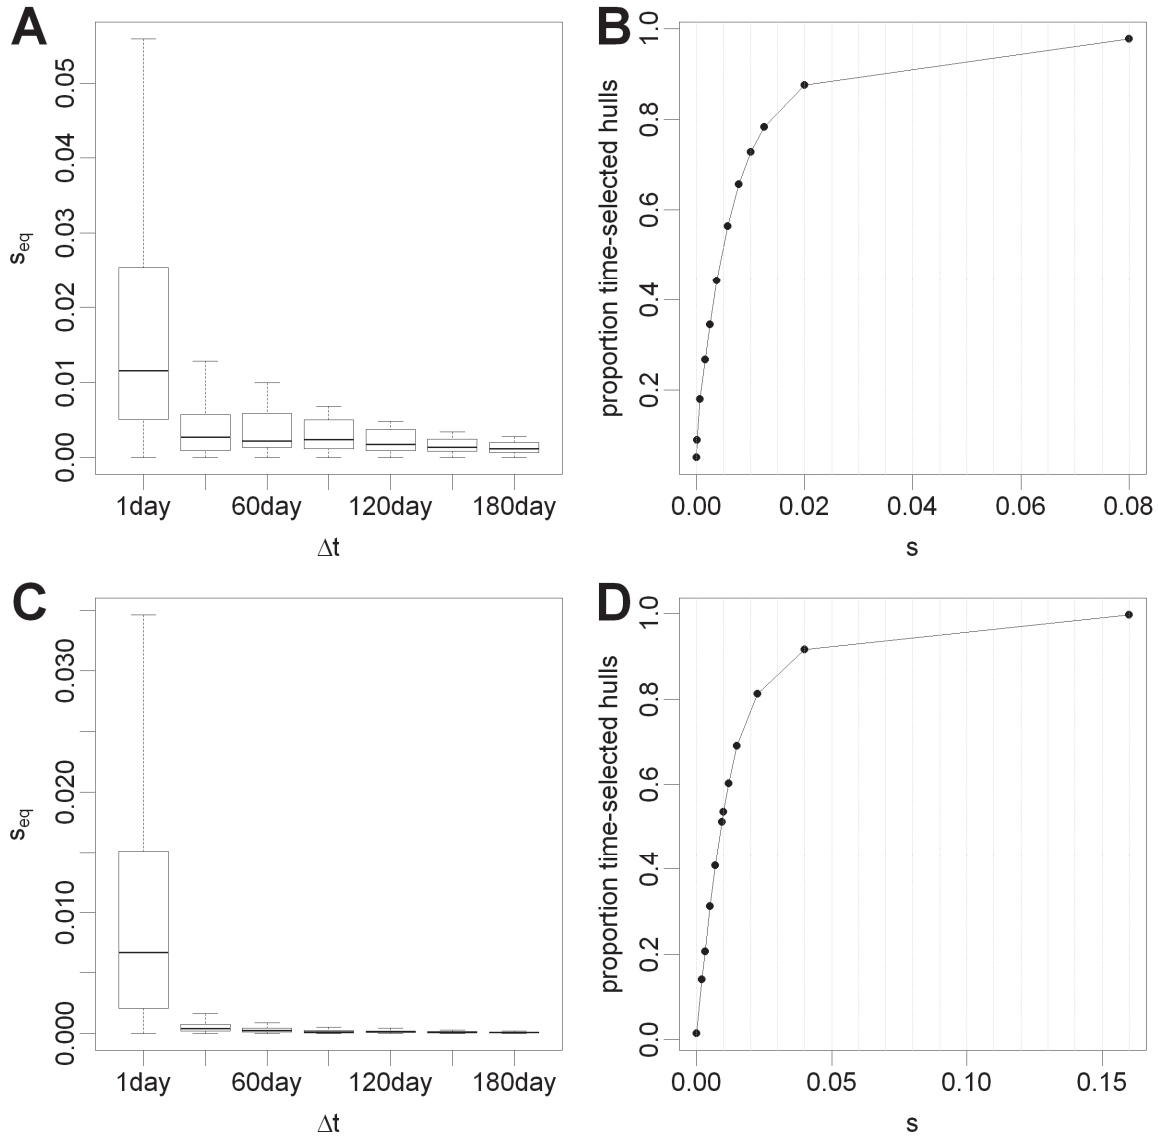 A
0.05
0.04
0.03
0.02
0.01
0.00
seq
1day 60day 120day 180day
Δt
B
1.0
0.8
0.6
0.4
0.2
proportion time-selected hulls
0.00 0.02 0.04 0.06 0.08
s
C
0.030
0.020
0.010
0.000
seq
1day 60day 120day 180day
Δt
D
1.0
0.8
0.6
0.4
0.2
0.0
proportion time-selected hulls
0.00 0.05 0.10 0.15
s